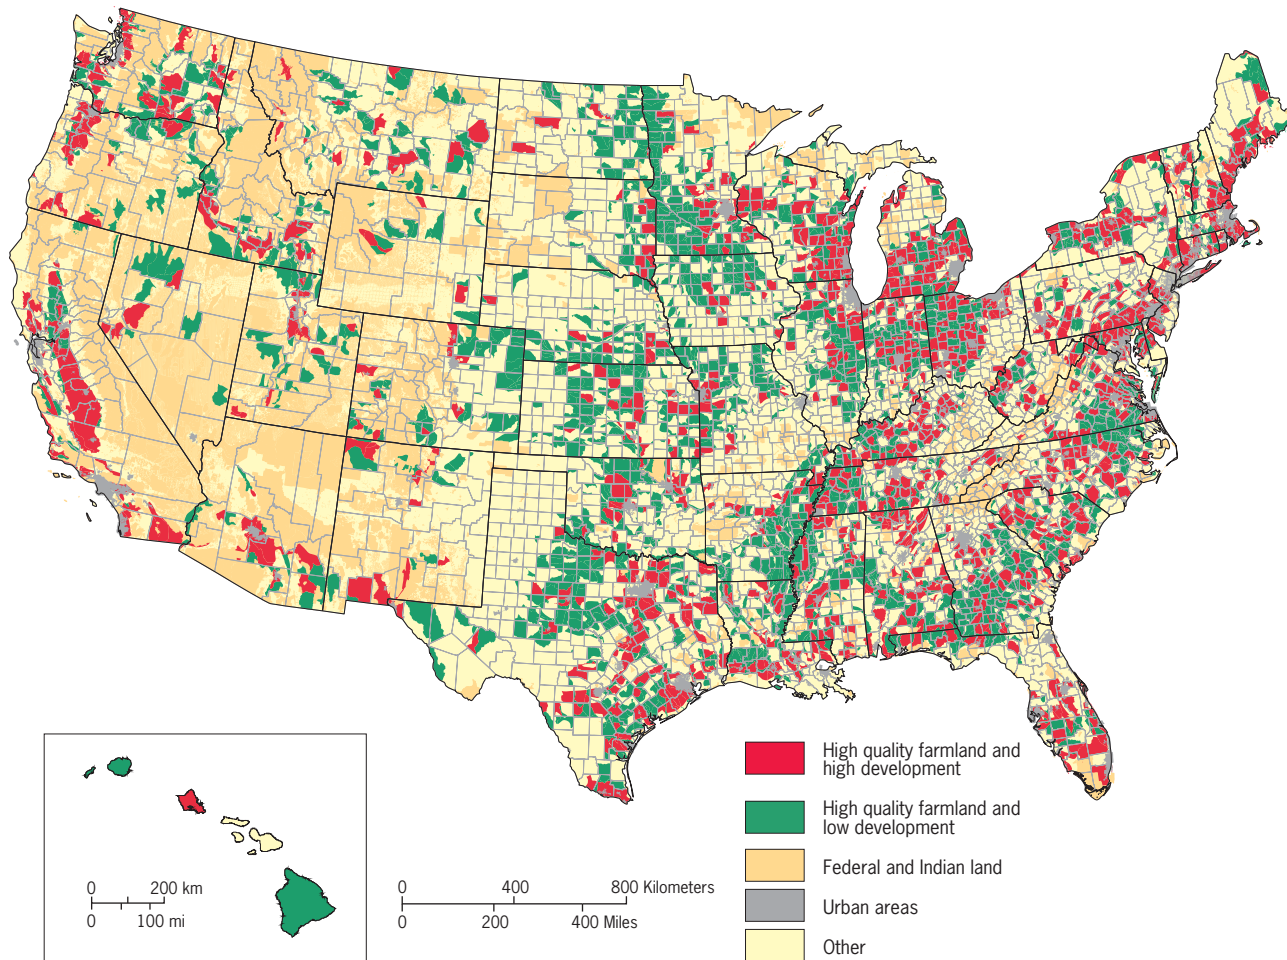 High quality farmland and
high development
High quality farmland and
low development
Federal and Indian land
Urban areas
Other
0 200 km
0 100 mi
0 400 800 Kilometers
0 200 400 Miles